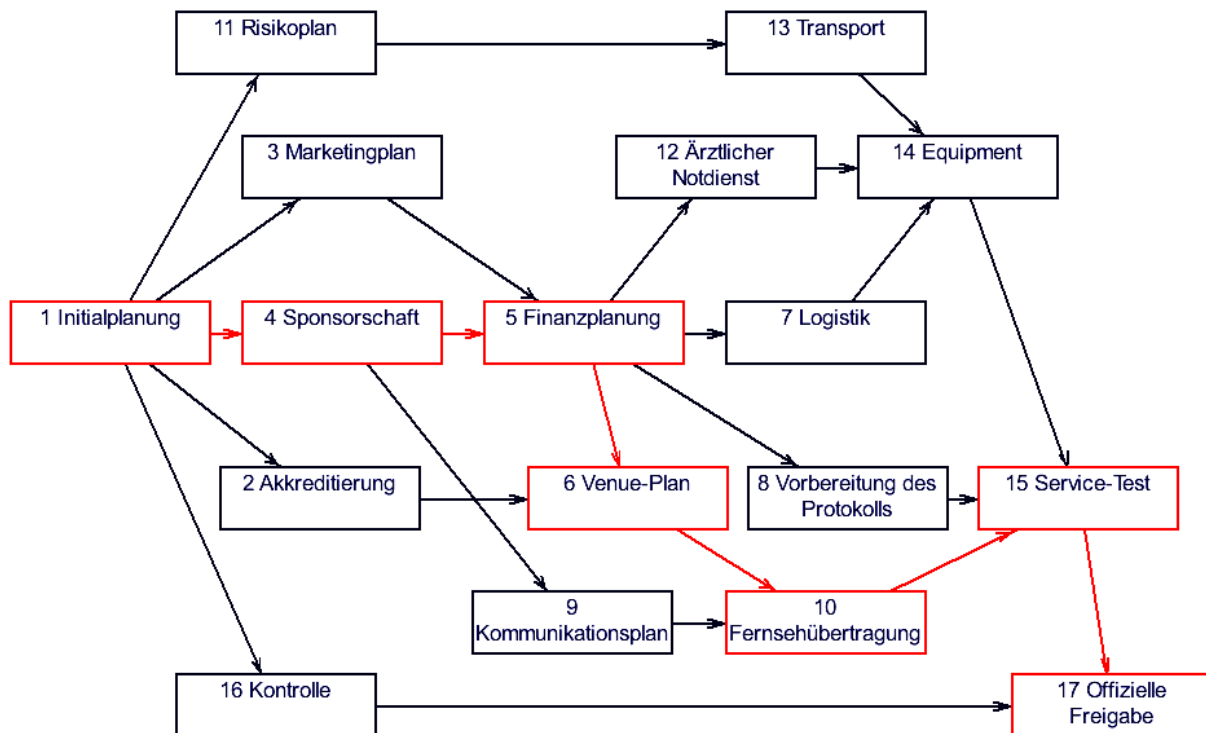 11 Risikoplan
13 Transport
3 Marketingplan
12 Ärztlicher
Notdienst
14 Equipment
1 Initialplanung
4 Sponsorschaft
5 Finanzplanung
7 Logistik
2 Akkreditierung
6 Venue-Plan
8 Vorbereitung des
Protokolls
15 Service-Test
9
Kommunikationsplan
10
Fernsehübertragung
16 Kontrolle
17 Offizielle
Freigabe